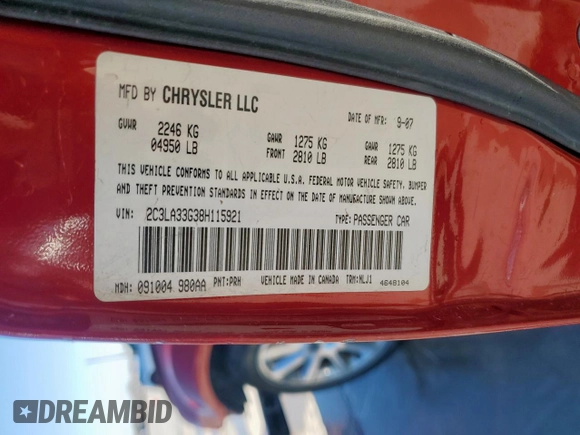 MFD BY CHRYSLER LLC
DATE OF MFR: 9-07
GVWR 2246 KG 04950 LB
GAWR FRONT 1275 KG 2810 LB
GAWR REAR 1275 KG 2810 LB
THIS VEHICLE CONFORMS TO ALL APPLICABLE U.S.A. FEDERAL MOTOR VEHICLE SAFETY, BUMPER
AND THEFT PREVENTION STANDARDS IN EFFECT ON THE DATE OF MANUFACTURE SHOWN ABOVE.
VIN: 2C3LA33G38H115921 TYPE: PASSENGER CAR
MDH: 091004 980AA PNT: PRH VEHICLE MADE IN CANADA TRM: MLJ1 4648104
DREAMBID